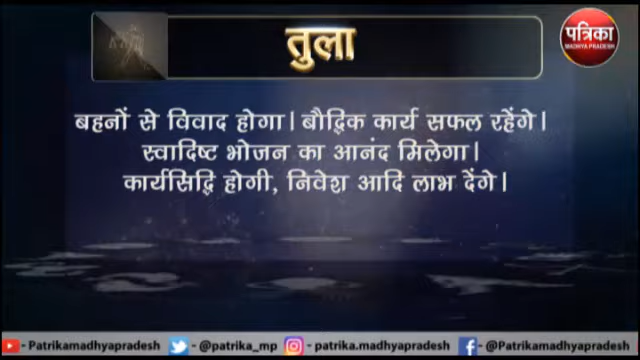 तुला
पत्रिका
MADHYA PRADESH
बहनों से विवाद होगा। बौद्धिक कार्य सफल रहेंगे।
स्वादिष्ट भोजन का आनंद मिलेगा।
कार्यसिद्धि होगी, निवेश आदि लाभ देंगे।
- Patrikamadhyapradesh - @patrika_mp - patrika.madhyapradesh - @Patrikamadhyapradesh